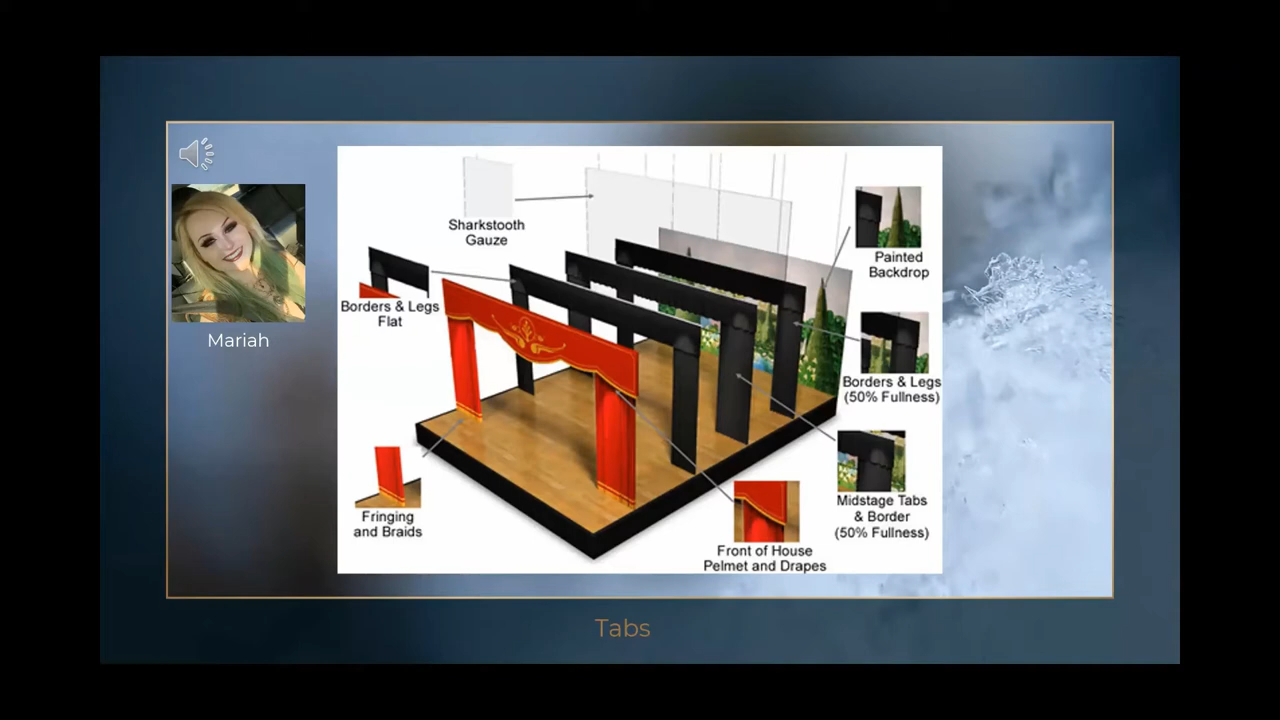 Sharkstooth
Gauze
Painted
Backdrop
Borders & Legs
Flat
Mariah
Borders & Legs
(50% Fullness)
Midstage Tabs
& Border
(50% Fullness)
Fringing
and Braids
Front of House
Pelmet and Drapes
Tabs